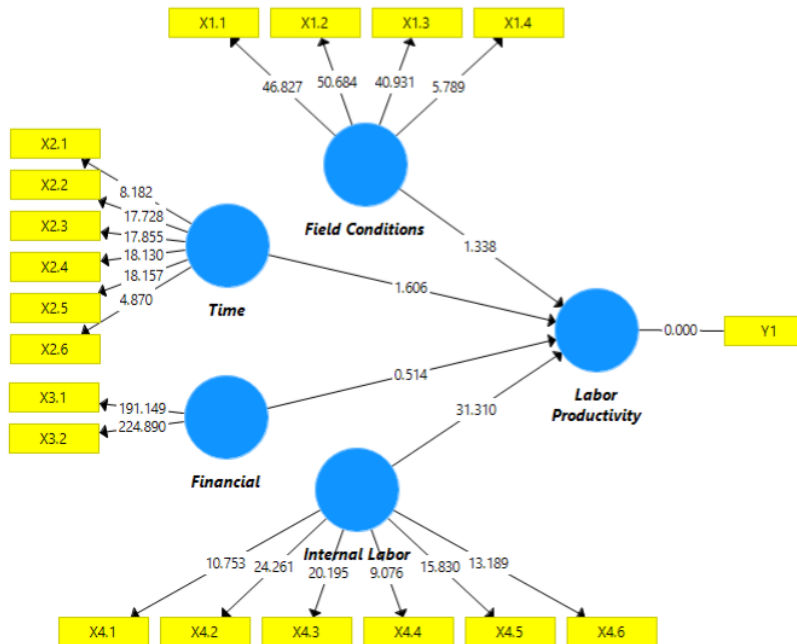 X1.1
X1.2
X1.3
X1.4
46.827
50.684
40.931
5.789
Field Conditions
X2.1
X2.2
X2.3
X2.4
X2.5
X2.6
8.182
17.728
17.855
18.130
18.157
4.870
Time
1.338
1.606
0.514
31.310
X3.1
X3.2
191.149
224.890
Financial
Labor
Productivity
0.000
Y1
Internal Labor
10.753
24.261
20.195
9.076
15.830
13.189
X4.1
X4.2
X4.3
X4.4
X4.5
X4.6